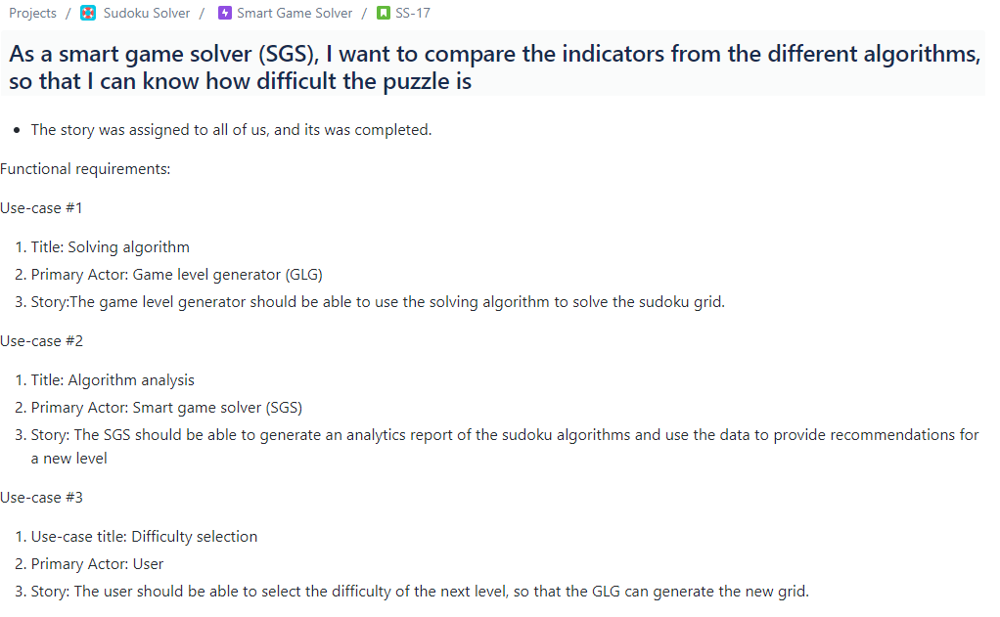 Projects / Sudoku Solver / Smart Game Solver / SS-17
As a smart game solver (SGS), I want to compare the indicators from the different algorithms,
so that I can know how difficult the puzzle is
• The story was assigned to all of us, and its was completed.
Functional requirements:
Use-case #1
1. Title: Solving algorithm
2. Primary Actor: Game level generator (GLG)
3. Story:The game level generator should be able to use the solving algorithm to solve the sudoku grid.
Use-case #2
1. Title: Algorithm analysis
2. Primary Actor: Smart game solver (SGS)
3. Story: The SGS should be able to generate an analytics report of the sudoku algorithms and use the data to provide recommendations for
a new level
Use-case #3
1. Use-case title: Difficulty selection
2. Primary Actor: User
3. Story: The user should be able to select the difficulty of the next level, so that the GLG can generate the new grid.